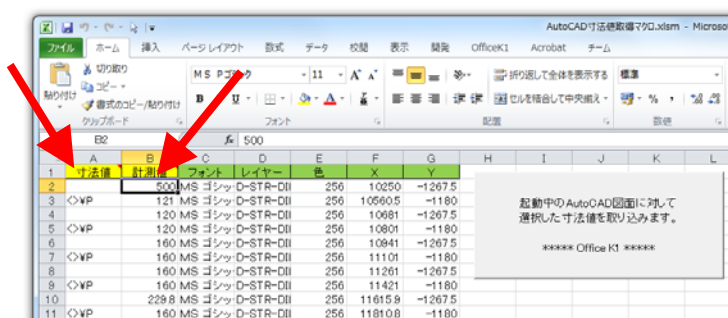 AutoCAD寸法値取得マクロ.xlsm - Microso
ファイル ホーム 挿入 ページ レイアウト 数式 データ 校閲 表示 開発 OfficeK1 Acrobat チーム
切り取り
コピー
書式のコピー/貼り付け
貼り付け
クリップボード
MS Pゴシック 11
B U
フォント
折り返して全体を表示する
セルを結合して中央揃え
配置
標準
% ,
数値
B2 fx 500
A B C D E F G H I J K L
1 寸法値 計測値 フォント レイヤー 色 X Y
2 500 MS ゴシッ D-STR-DI 256 10250 -1267.5
3 <>¥P 121 MS ゴシッ D-STR-DI 256 10560.5 -1180
4 120 MS ゴシッ D-STR-DI 256 10681 -1267.5
5 <>¥P 120 MS ゴシッ D-STR-DI 256 10801 -1180
6 160 MS ゴシッ D-STR-DI 256 10941 -1267.5
7 <>¥P 160 MS ゴシッ D-STR-DI 256 11101 -1180
8 160 MS ゴシッ D-STR-DI 256 11261 -1267.5
9 <>¥P 160 MS ゴシッ D-STR-DI 256 11421 -1180
10 229.8 MS ゴシッ D-STR-DI 256 11615.9 -1267.5
11 <>¥P 160 MS ゴシッ D-STR-DI 256 11810.8 -1180
起動中のAutoCAD図面に対して
選択した寸法値を取り込みます。
***** Office K1 *****